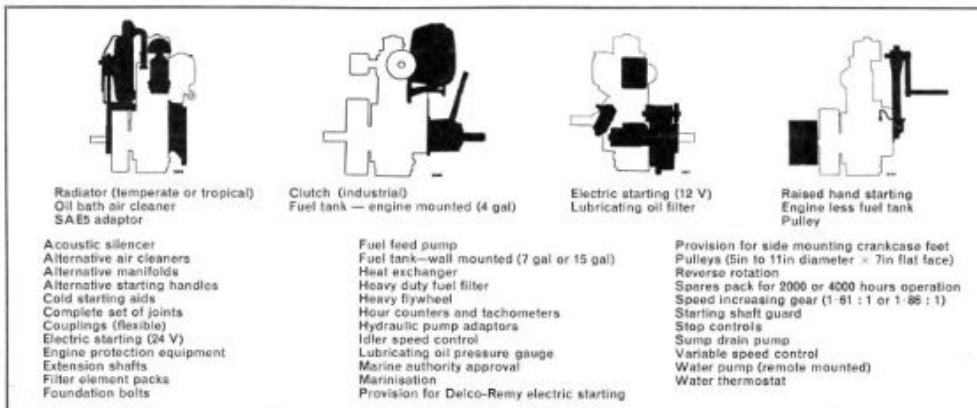 Radiator (temperate or tropical)
Oil bath air cleaner
SAE5 adaptor
Clutch (industrial)
Fuel tank — engine mounted (4 gal)
Electric starting (12 V)
Lubricating oil filter
Raised hand starting
Engine less fuel tank
Pulley
Acoustic silencer
Alternative air cleaners
Alternative manifolds
Alternative starting handles
Cold starting aids
Complete set of joints
Couplings (flexible)
Electric starting (24 V)
Engine protection equipment
Extension shafts
Filter element packs
Foundation bolts
Fuel feed pump
Fuel tank—wall mounted (7 gal or 15 gal)
Heat exchanger
Heavy duty fuel filter
Heavy flywheel
Hour counters and tachometers
Hydraulic pump adaptors
Idler speed control
Lubricating oil pressure gauge
Marine authority approval
Marinisation
Provision for Delco-Remy electric starting
Provision for side mounting crankcase feet
Pulleys (5in to 11in diameter × 7in flat face)
Reverse rotation
Spares pack for 2000 or 4000 hours operation
Speed increasing gear (1·61 : 1 or 1·86 : 1)
Starting shaft guard
Stop controls
Sump drain pump
Variable speed control
Water pump (remote mounted)
Water thermostat